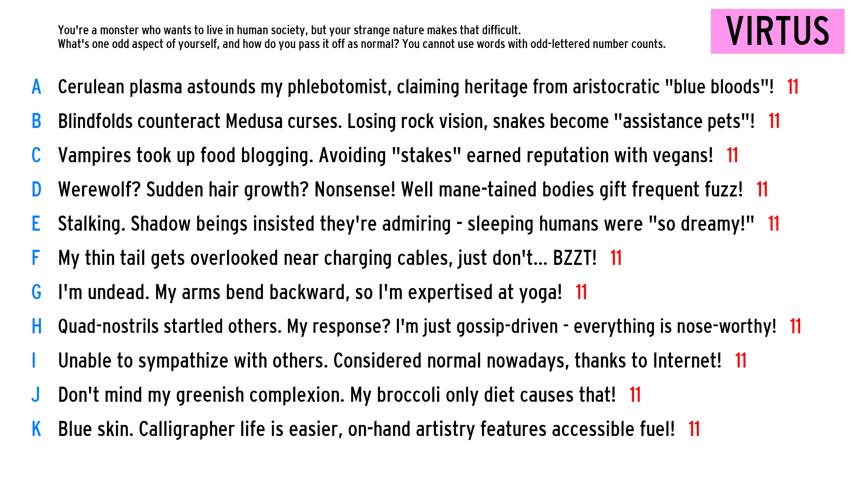 You're a monster who wants to live in human society, but your strange nature makes that difficult.
What's one odd aspect of yourself, and how do you pass it off as normal? You cannot use words with odd-lettered number counts.
VIRTUS
A Cerulean plasma astounds my phlebotomist, claiming heritage from aristocratic "blue bloods"! 11
B Blindfolds counteract Medusa curses. Losing rock vision, snakes become "assistance pets"! 11
C Vampires took up food blogging. Avoiding "stakes" earned reputation with vegans! 11
D Werewolf? Sudden hair growth? Nonsense! Well mane-tained bodies gift frequent fuzz! 11
E Stalking. Shadow beings insisted they're admiring - sleeping humans were "so dreamy!" 11
F My thin tail gets overlooked near charging cables, just don't... BZZT! 11
G I'm undead. My arms bend backward, so I'm expertised at yoga! 11
H Quad-nostrils startled others. My response? I'm just gossip-driven - everything is nose-worthy! 11
I Unable to sympathize with others. Considered normal nowadays, thanks to Internet! 11
J Don't mind my greenish complexion. My broccoli only diet causes that! 11
K Blue skin. Calligrapher life is easier, on-hand artistry features accessible fuel! 11